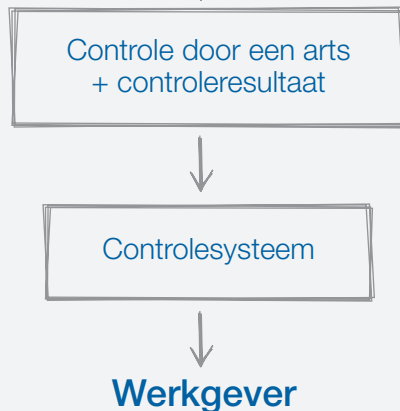 Controle door een arts
+ controleresultaat
Controlesysteem
Werkgever